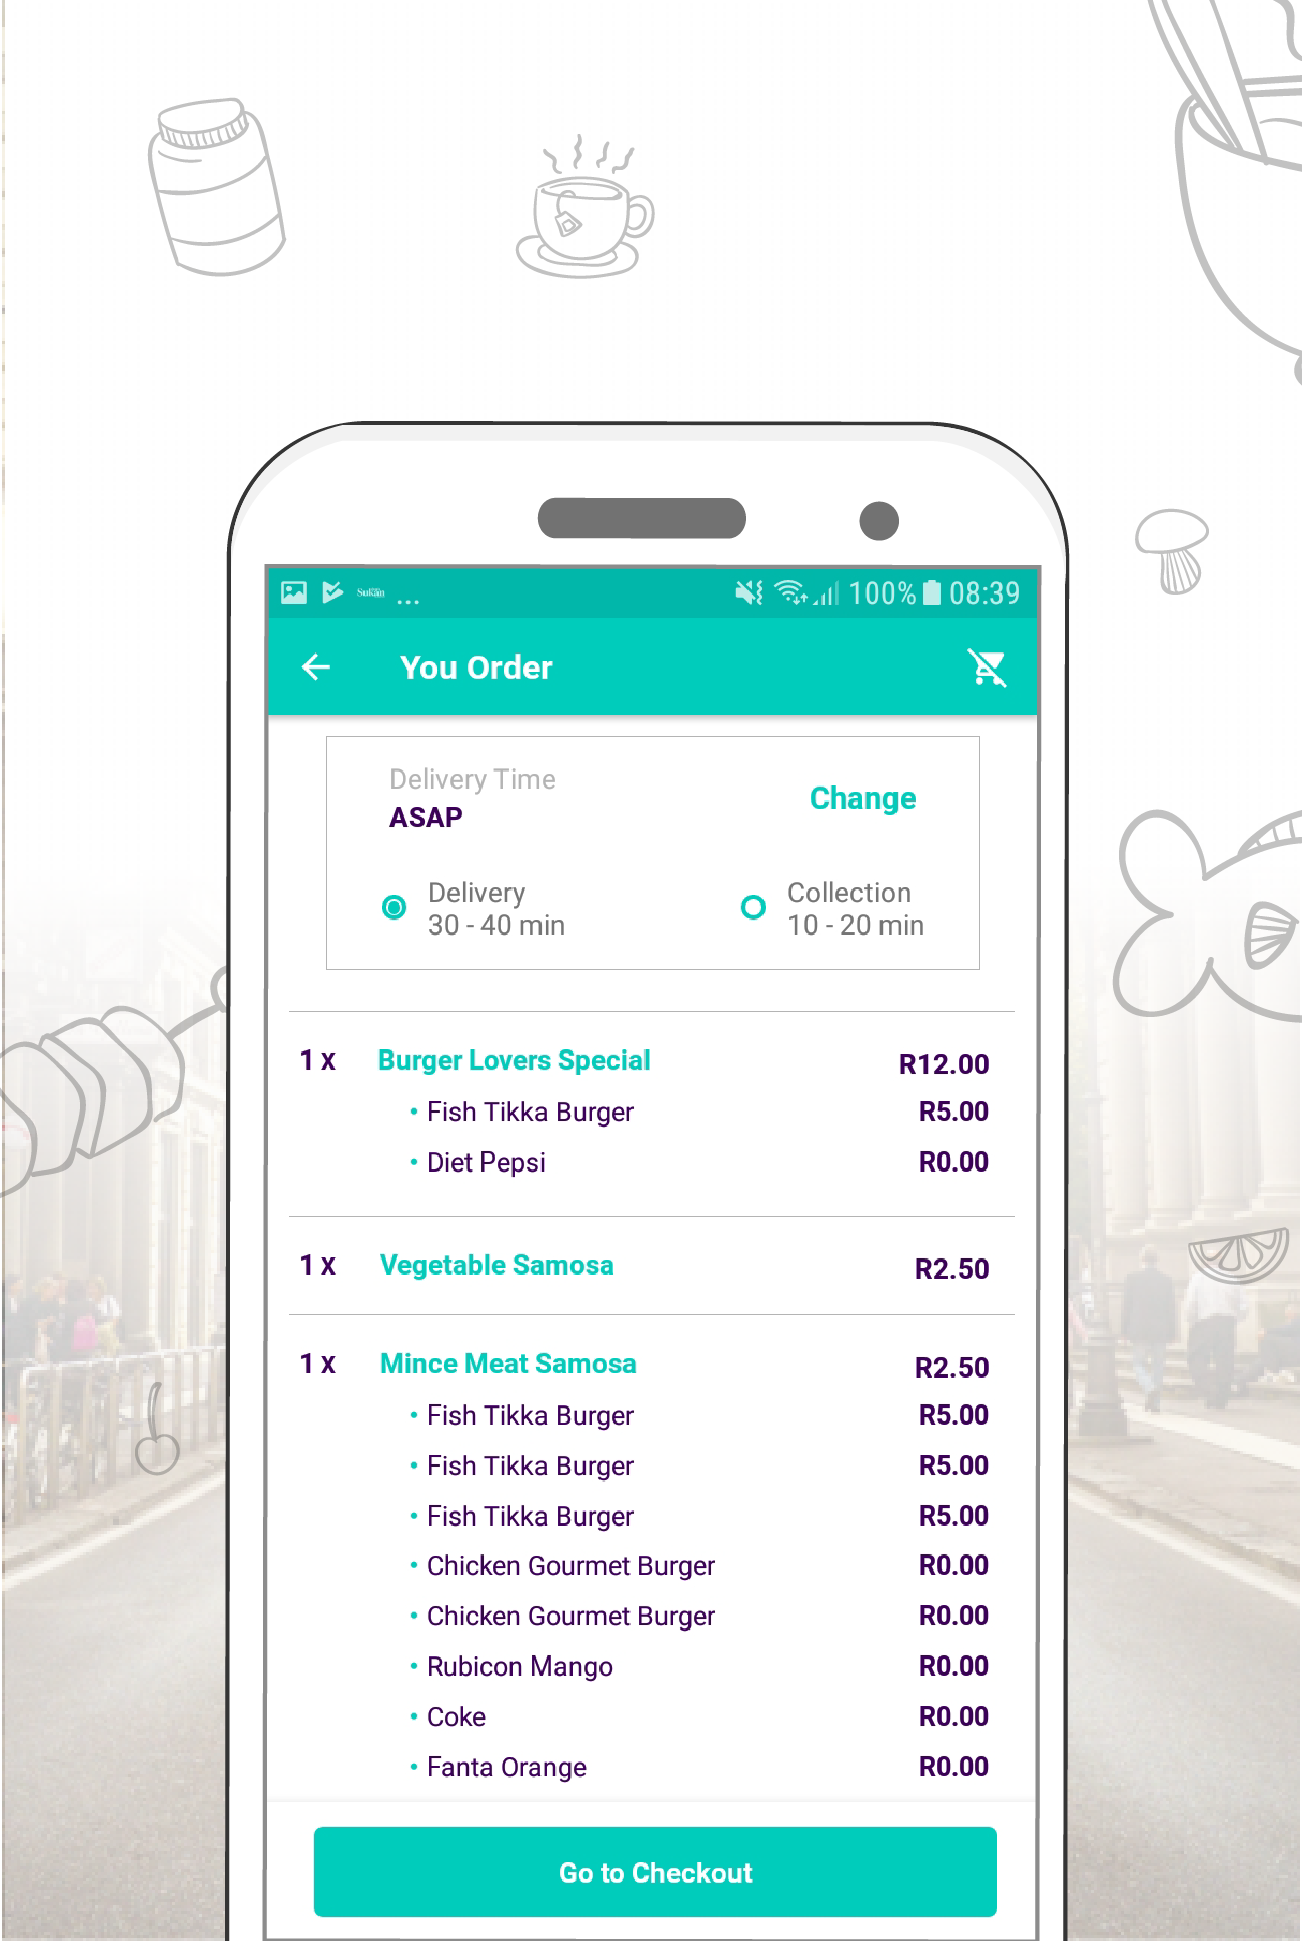 SuKain ... 100% 08:39
You Order
Delivery Time
ASAP
Change
Delivery
30 - 40 min
Collection
10 - 20 min
1 x Burger Lovers Special R12.00
• Fish Tikka Burger R5.00
• Diet Pepsi R0.00
1 x Vegetable Samosa R2.50
1 x Mince Meat Samosa R2.50
• Fish Tikka Burger R5.00
• Fish Tikka Burger R5.00
• Fish Tikka Burger R5.00
• Chicken Gourmet Burger R0.00
• Chicken Gourmet Burger R0.00
• Rubicon Mango R0.00
• Coke R0.00
• Fanta Orange R0.00
Go to Checkout